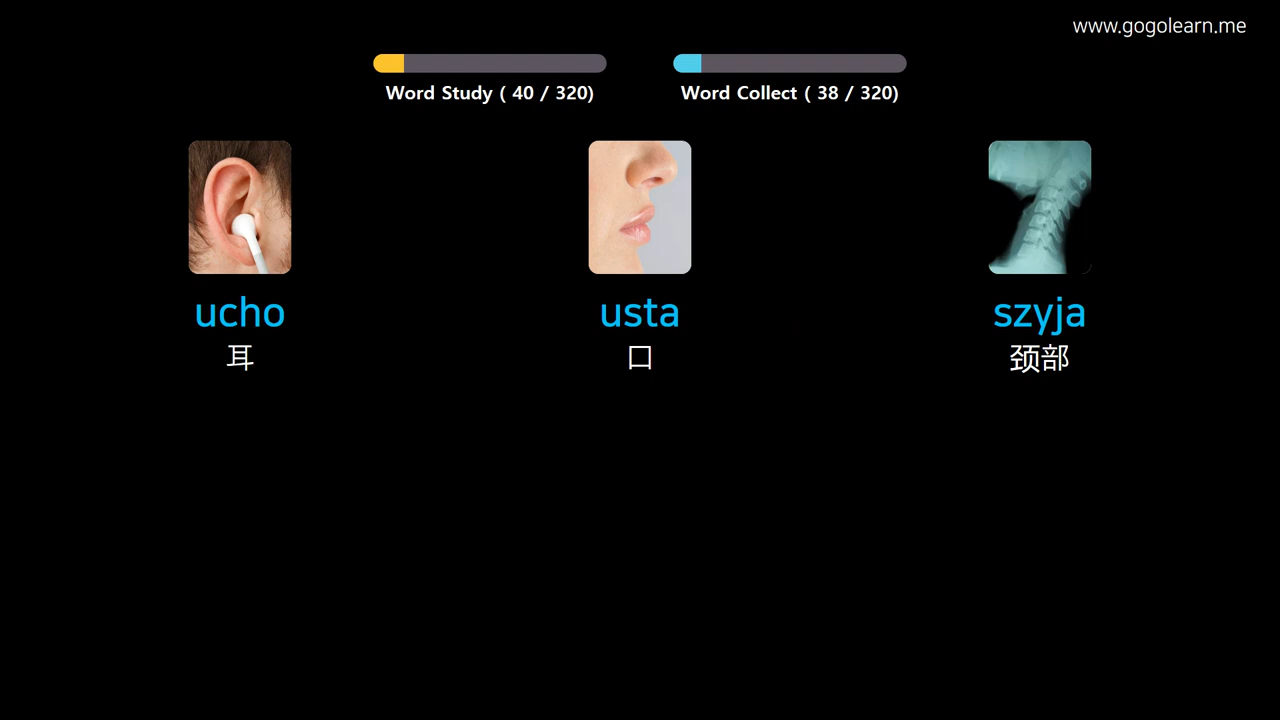 www.gogolearn.me
Word Study ( 40 / 320)
Word Collect ( 38 / 320)
ucho
耳
usta
口
szyja
颈部